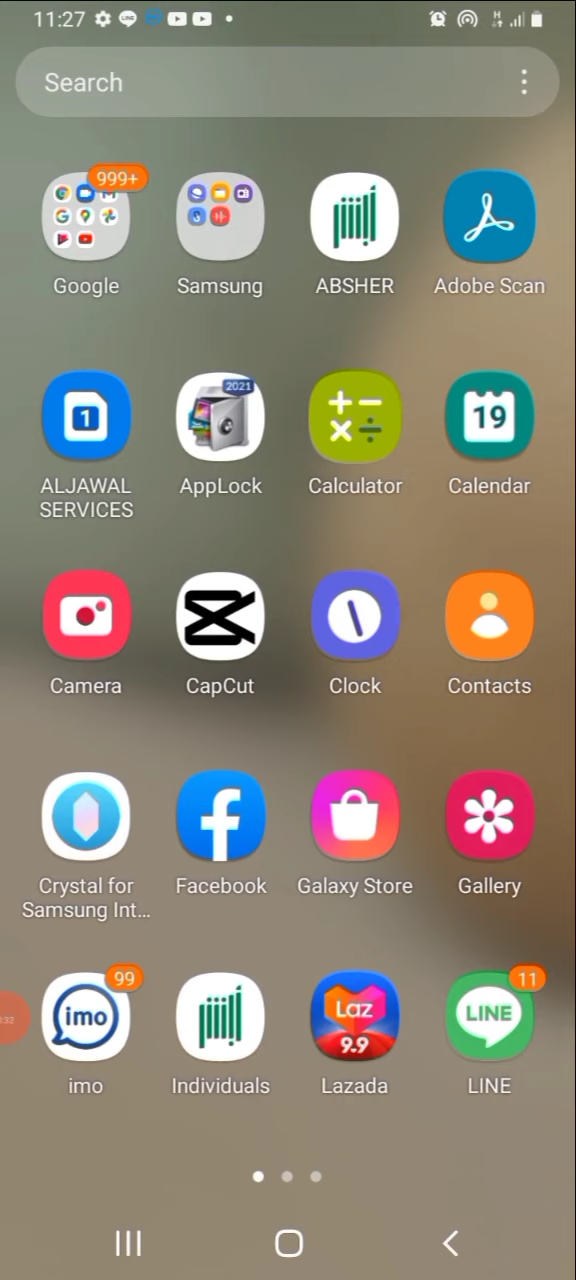 11:27
Search
999+
Google
Samsung
ABSHER
Adobe Scan
1
2021
19
ALJAWAL
SERVICES
AppLock
Calculator
Calendar
Camera
CapCut
Clock
Contacts
Crystal for
Samsung Int...
Facebook
Galaxy Store
Gallery
99
11
imo
Laz
9.9
LINE
imo
Individuals
Lazada
LINE